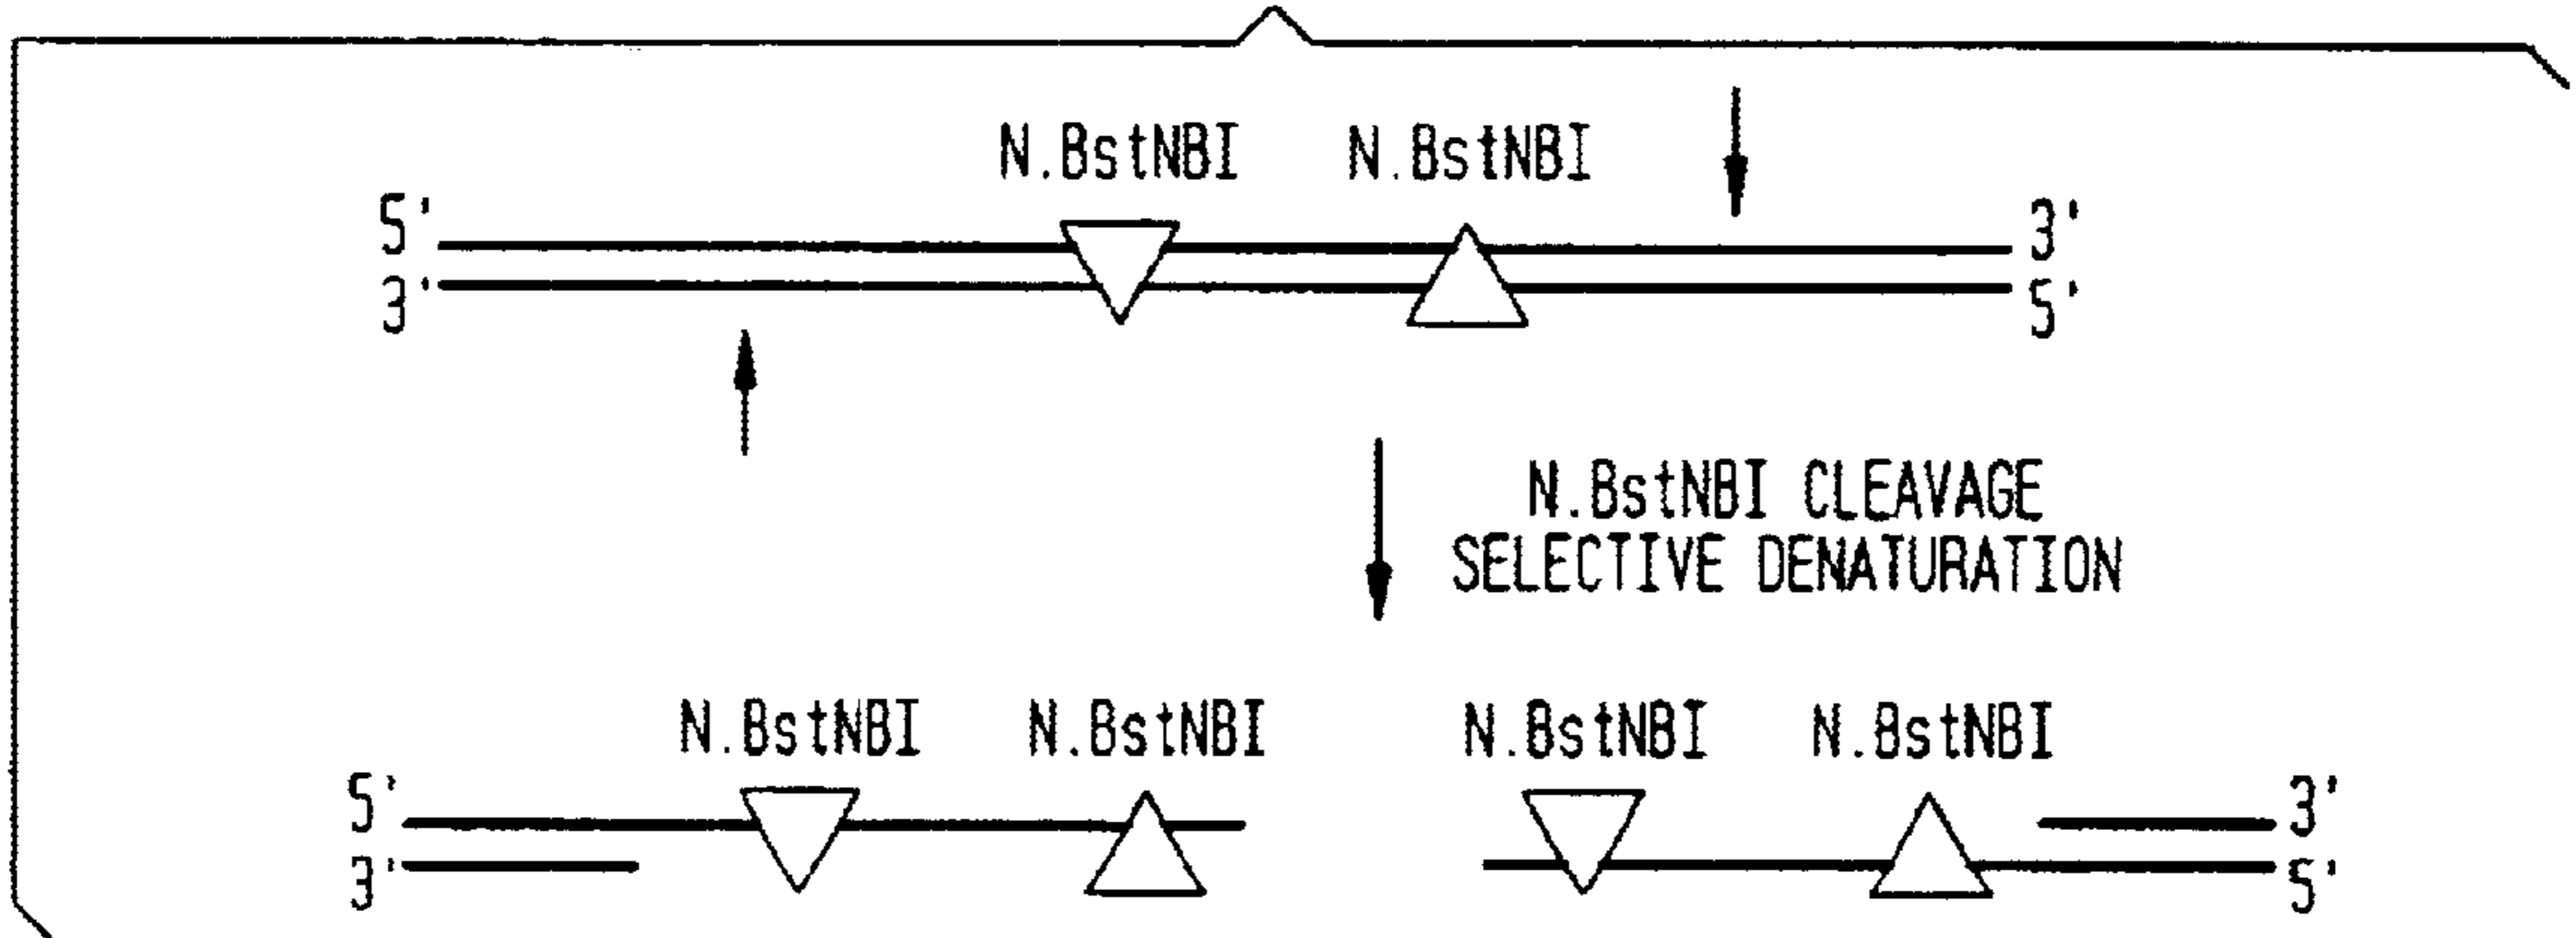 N.BstNBI N.BstNBI
5' 3'
3' 5'
N.BstNBI CLEAVAGE
SELECTIVE DENATURATION
N.BstNBI N.BstNBI N.BstNBI N.BstNBI
5' 3'
3' 5'